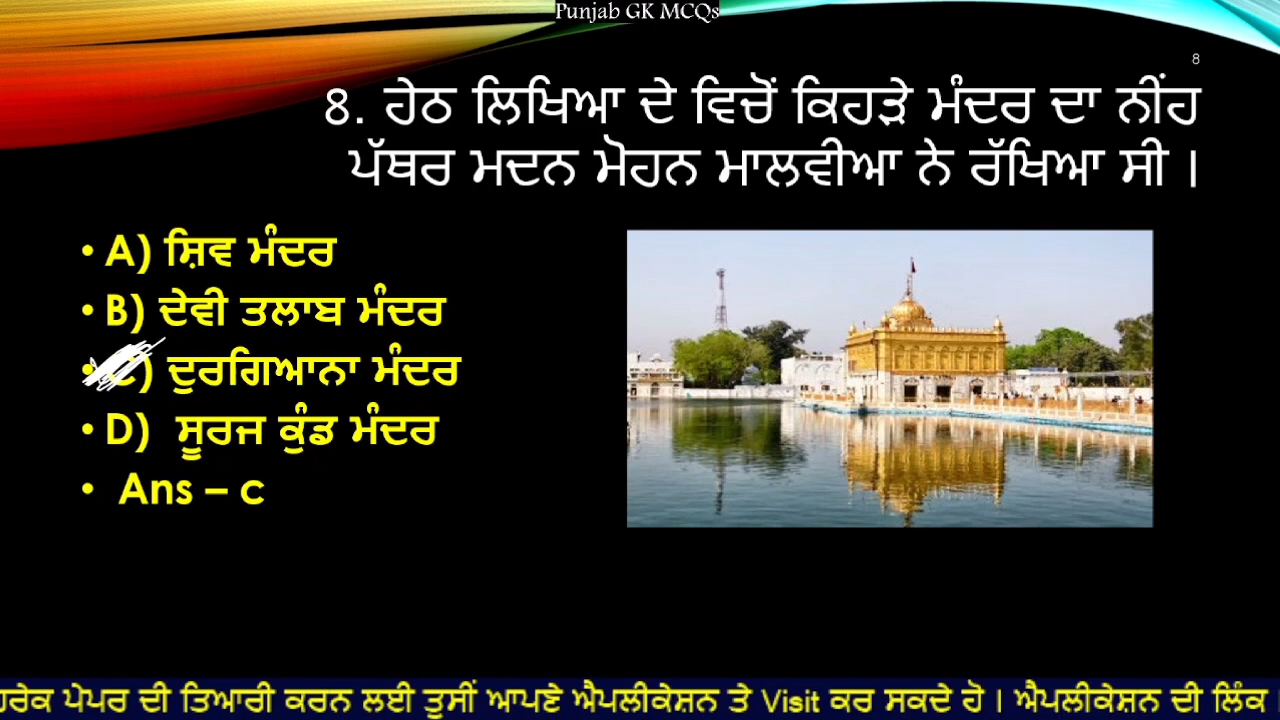 Punjab GK MCQs
8
8. ਹੇਠ ਲਿਖਿਆ ਦੇ ਵਿਚੋਂ ਕਿਹੜੇ ਮੰਦਰ ਦਾ ਨੀਂਹ
ਪੱਥਰ ਮਦਨ ਮੋਹਨ ਮਾਲਵੀਆ ਨੇ ਰੱਖਿਆ ਸੀ ।
• A) ਸ਼ਿਵ ਮੰਦਰ
• B) ਦੇਵੀ ਤਲਾਬ ਮੰਦਰ
• C) ਦੁਰਗਿਆਨਾ ਮੰਦਰ
• D) ਸੂਰਜ ਕੁੰਡ ਮੰਦਰ
• Ans – c
ਹਰੇਕ ਪੇਪਰ ਦੀ ਤਿਆਰੀ ਕਰਨ ਲਈ ਤੁਸੀਂ ਆਪਣੇ ਐਪਲੀਕੇਸ਼ਨ ਤੇ Visit ਕਰ ਸਕਦੇ ਹੋ । ਐਪਲੀਕੇਸ਼ਨ ਦੀ ਲਿੰਕ